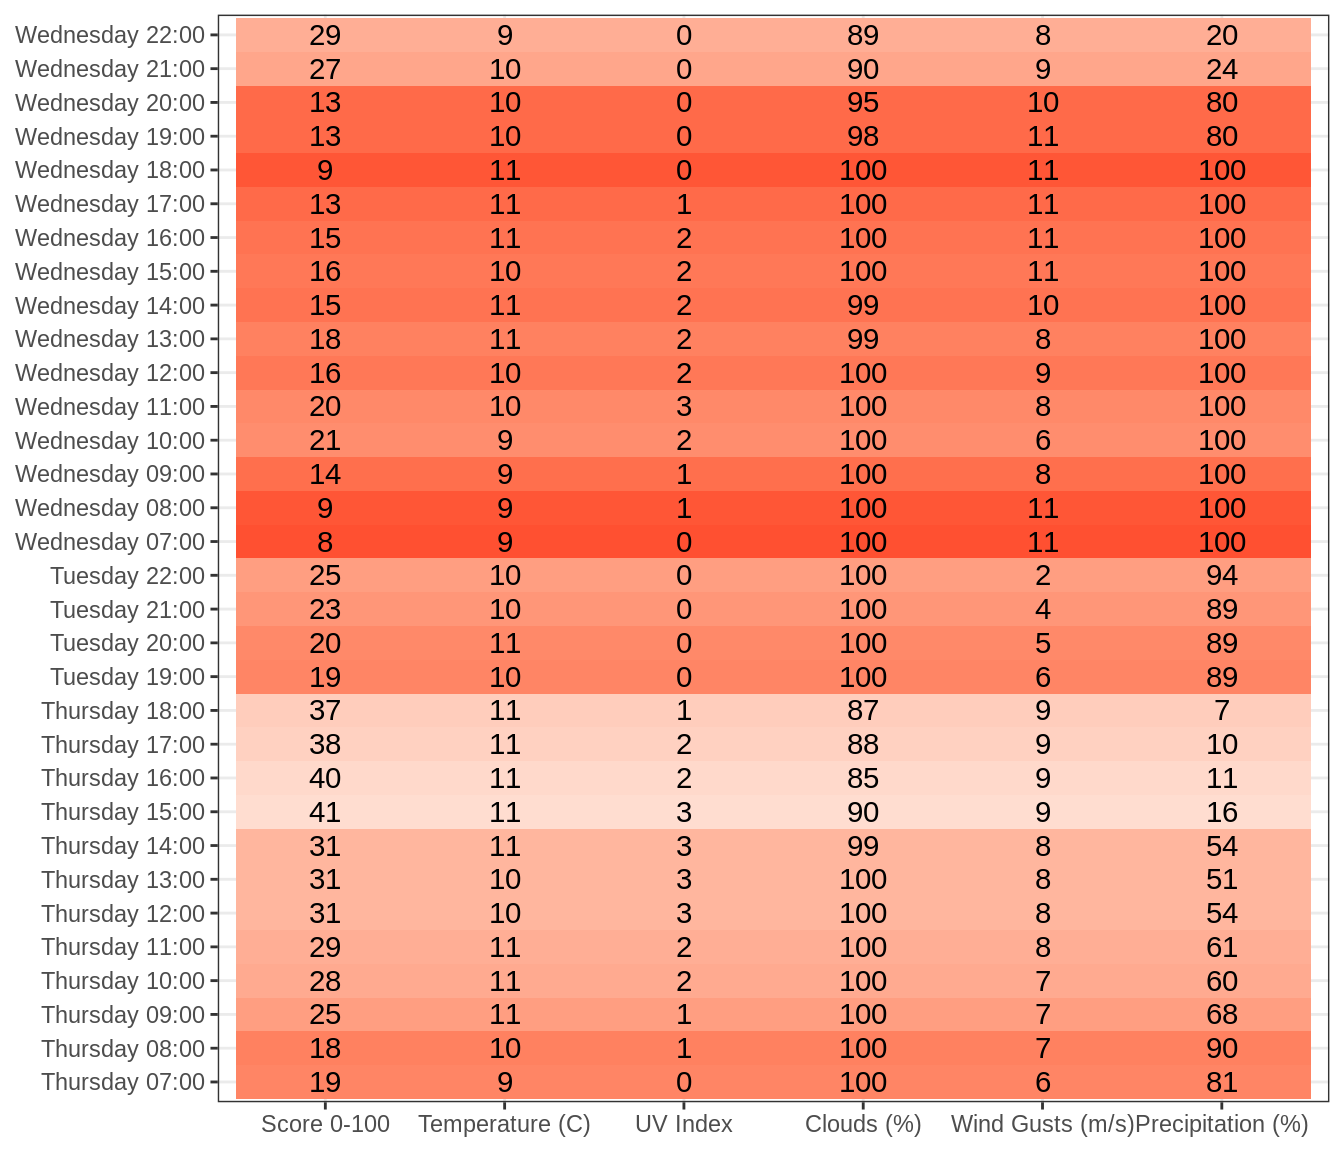 Wednesday 22:00 29 9 0 89 8 20
Wednesday 21:00 27 10 0 90 9 24
Wednesday 20:00 13 10 0 95 10 80
Wednesday 19:00 13 10 0 98 11 80
Wednesday 18:00 9 11 0 100 11 100
Wednesday 17:00 13 11 1 100 11 100
Wednesday 16:00 15 11 2 100 11 100
Wednesday 15:00 16 10 2 100 11 100
Wednesday 14:00 15 11 2 99 10 100
Wednesday 13:00 18 11 2 99 8 100
Wednesday 12:00 16 10 2 100 9 100
Wednesday 11:00 20 10 3 100 8 100
Wednesday 10:00 21 9 2 100 6 100
Wednesday 09:00 14 9 1 100 8 100
Wednesday 08:00 9 9 1 100 11 100
Wednesday 07:00 8 9 0 100 11 100
Tuesday 22:00 25 10 0 100 2 94
Tuesday 21:00 23 10 0 100 4 89
Tuesday 20:00 20 11 0 100 5 89
Tuesday 19:00 19 10 0 100 6 89
Thursday 18:00 37 11 1 87 9 7
Thursday 17:00 38 11 2 88 9 10
Thursday 16:00 40 11 2 85 9 11
Thursday 15:00 41 11 3 90 9 16
Thursday 14:00 31 11 3 99 8 54
Thursday 13:00 31 10 3 100 8 51
Thursday 12:00 31 10 3 100 8 54
Thursday 11:00 29 11 2 100 8 61
Thursday 10:00 28 11 2 100 7 60
Thursday 09:00 25 11 1 100 7 68
Thursday 08:00 18 10 1 100 7 90
Thursday 07:00 19 9 0 100 6 81
Score 0-100 Temperature (C) UV Index Clouds (%) Wind Gusts (m/s) Precipitation (%)